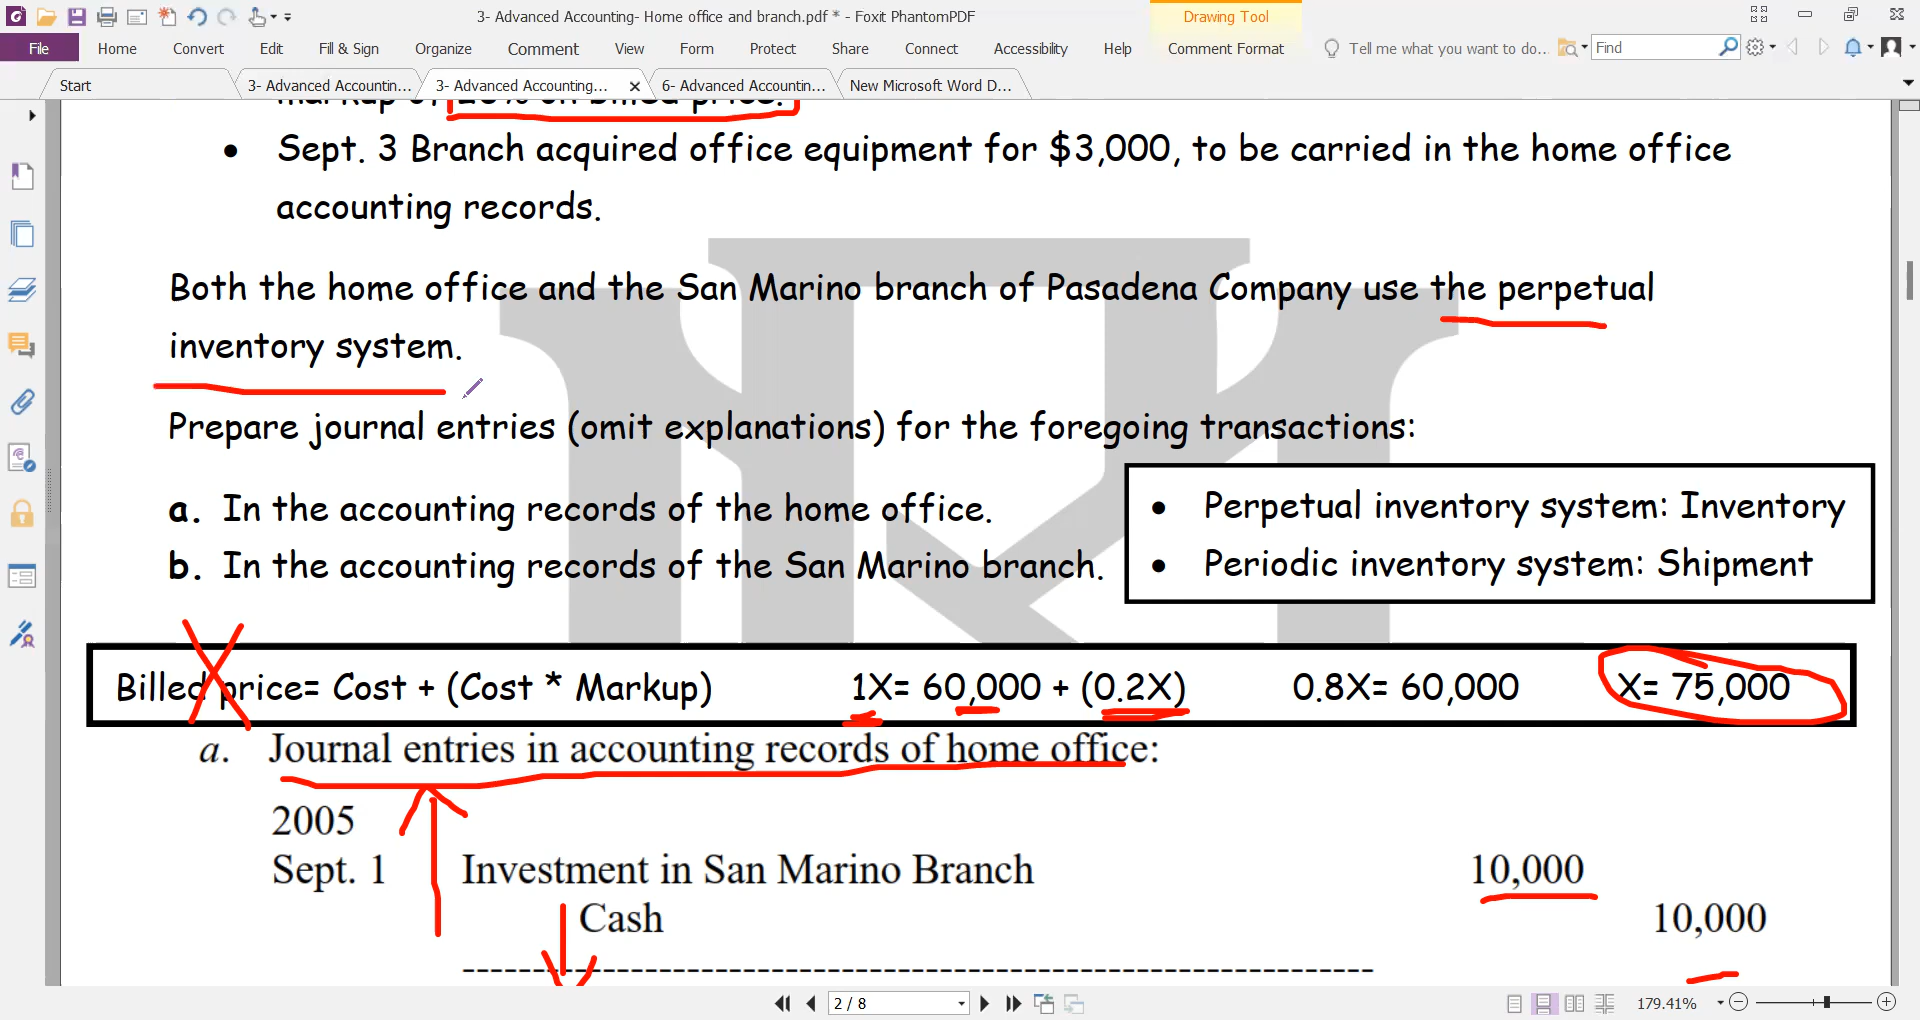 3- Advanced Accounting- Home office and branch.pdf * - Foxit PhantomPDF
Drawing Tool
File Home Convert Edit Fill & Sign Organize Comment View Form Protect Share Connect Accessibility Help Comment Format Tell me what you want to do... Find
Start 3- Advanced Accountin... 3- Advanced Accounting... 6- Advanced Accountin... New Microsoft Word D...
markup of 20% on billed price.
• Sept. 3 Branch acquired office equipment for $3,000, to be carried in the home office
accounting records.
Both the home office and the San Marino branch of Pasadena Company use the perpetual
inventory system.
Prepare journal entries (omit explanations) for the foregoing transactions:
a. In the accounting records of the home office.
b. In the accounting records of the San Marino branch.
• Perpetual inventory system: Inventory
• Periodic inventory system: Shipment
Billed price= Cost + (Cost * Markup) 1X= 60,000 + (0.2X) 0.8X= 60,000 X= 75,000
a. Journal entries in accounting records of home office:
2005
Sept. 1 Investment in San Marino Branch 10,000
Cash 10,000
2 / 8
179.41%